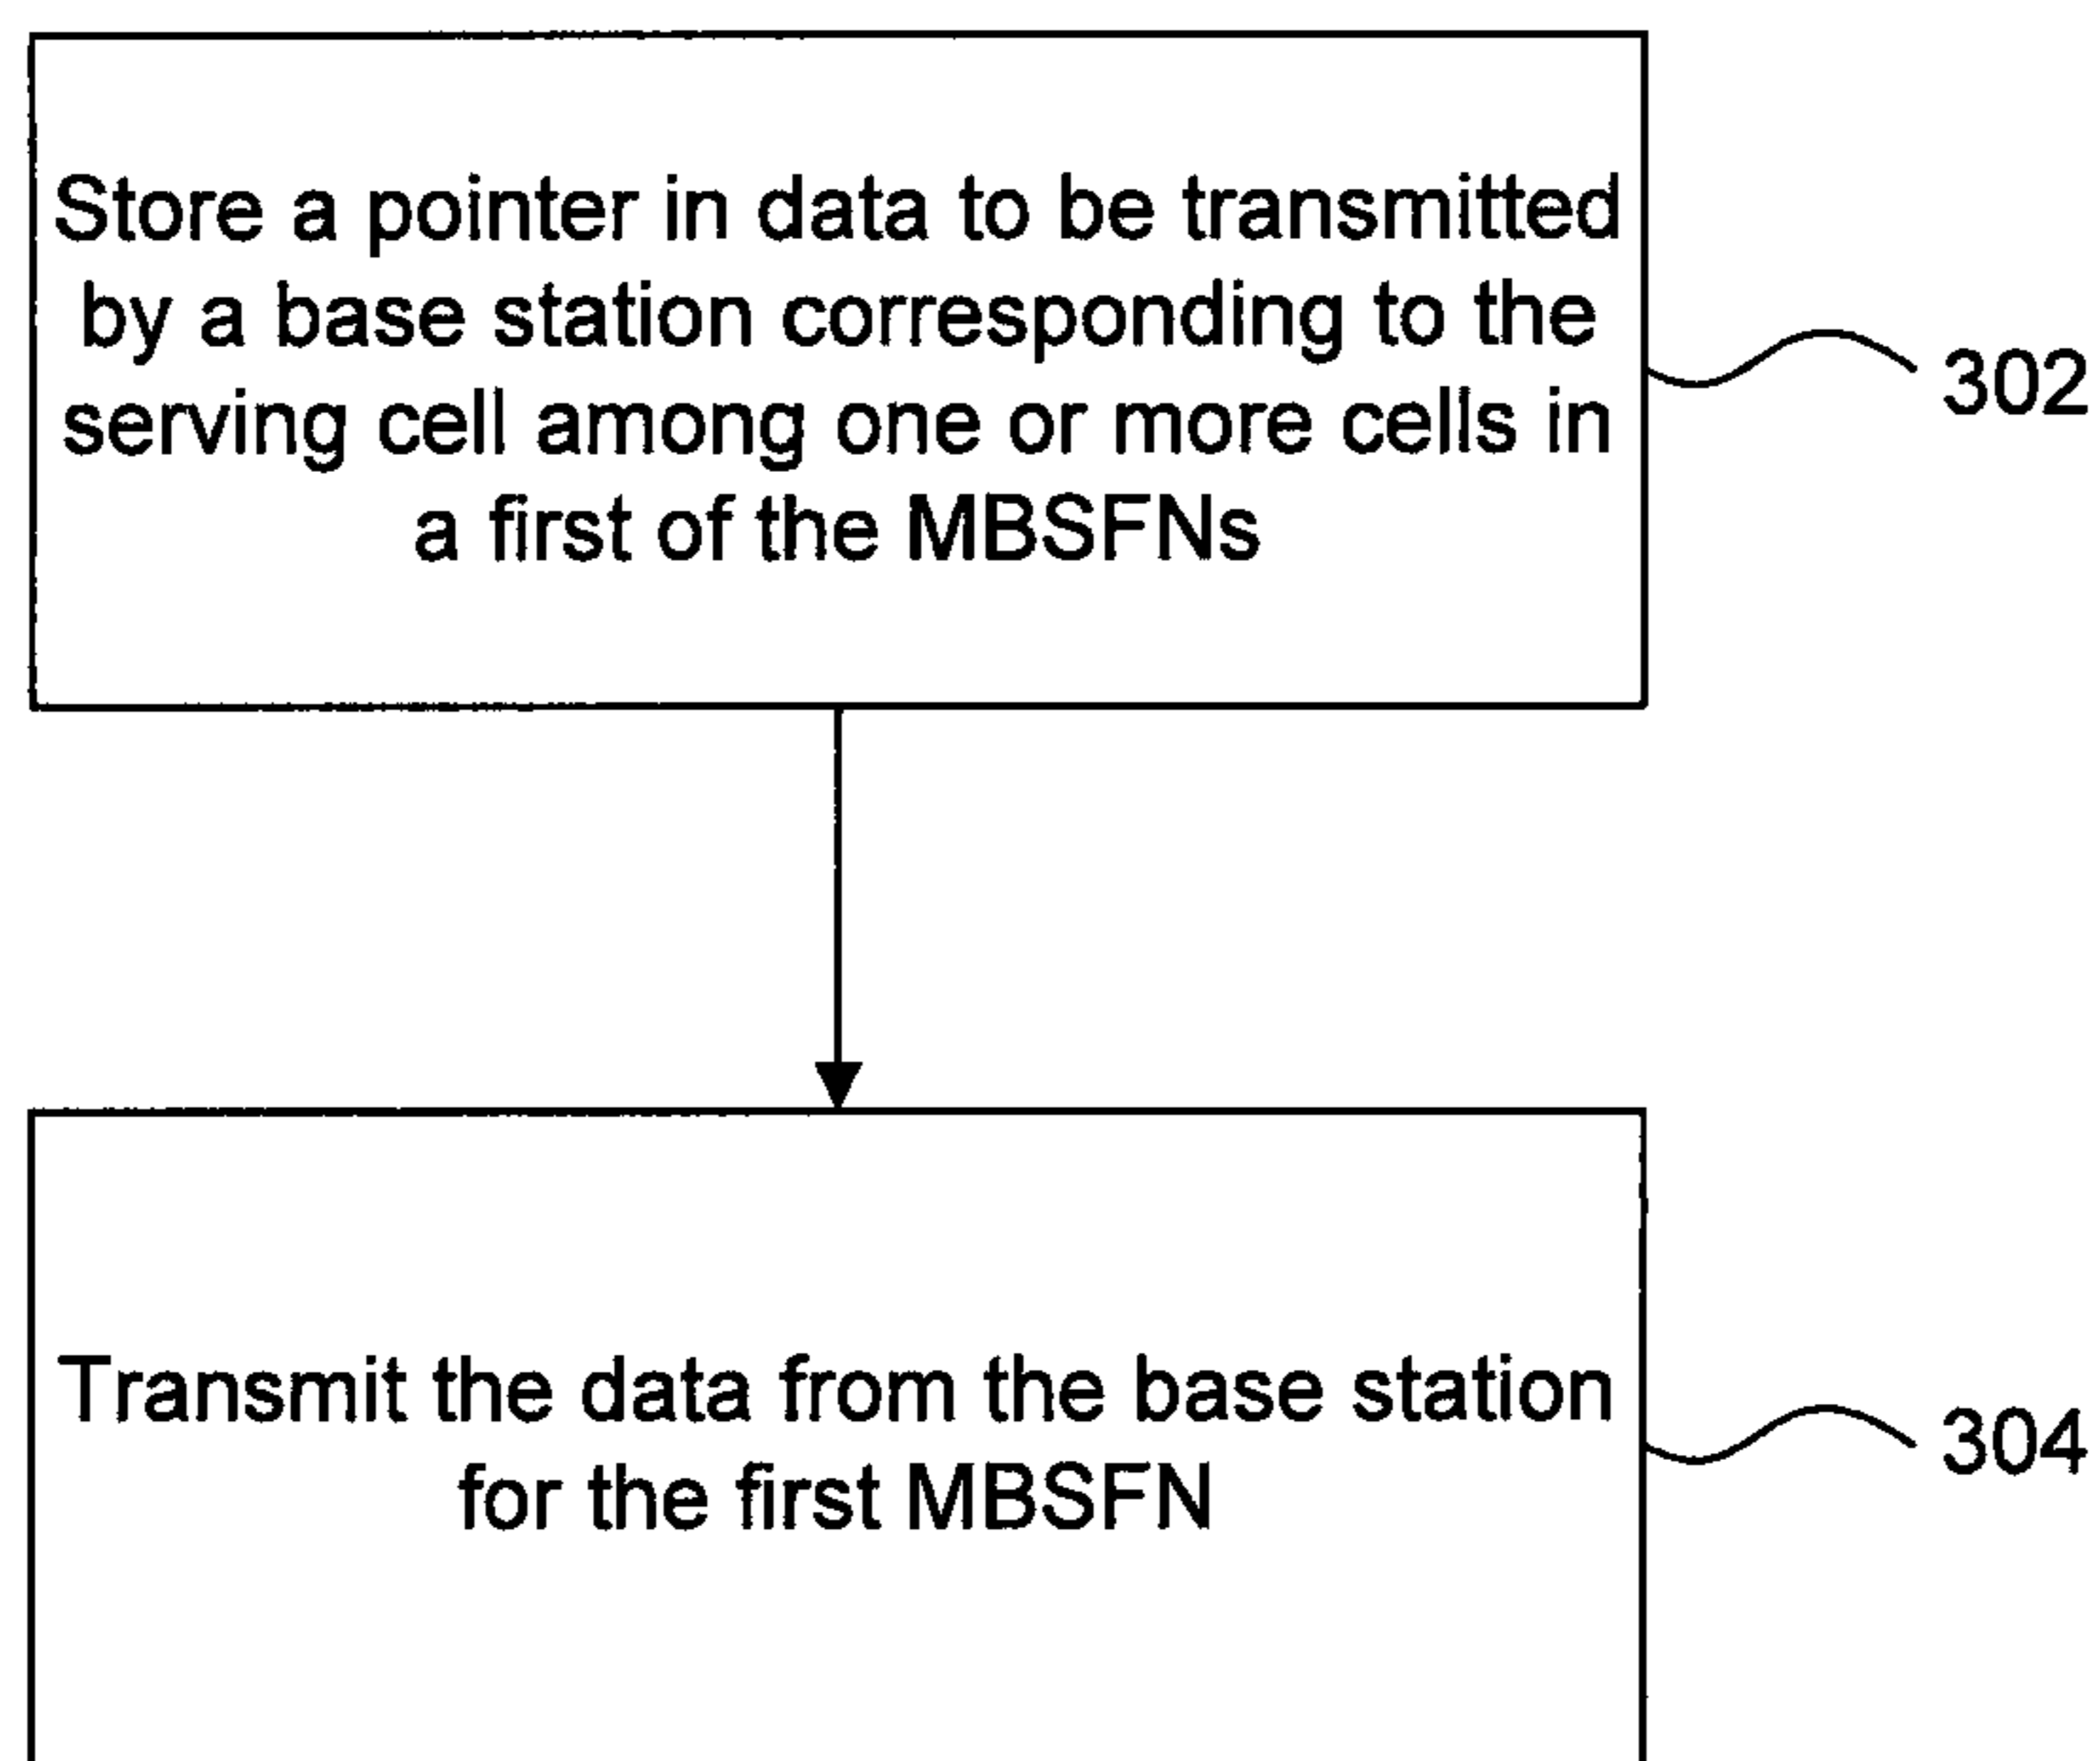 Store a pointer in data to be transmitted
by a base station corresponding to the
serving cell among one or more cells in
a first of the MBSFNs
302
Transmit the data from the base station
for the first MBSFN
304